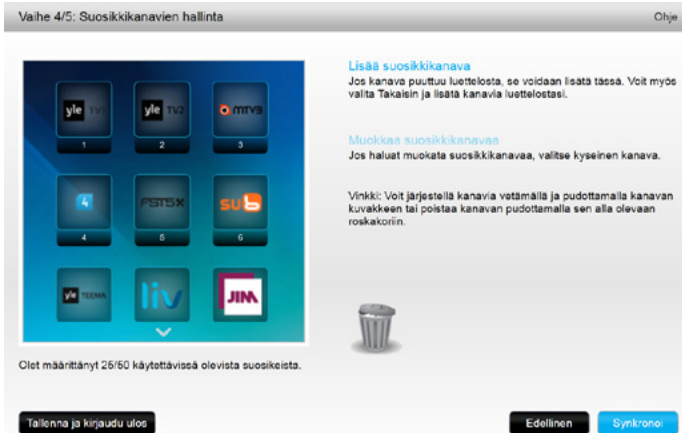 Vaihe 4/5: Suosikkikanavien hallinta
Ohje
yle TV1
yle TV2
MTV3
1
2
3
4
FST5X
SUB
4
5
6
yle TEEMA
liv
JIM
Olet määrittänyt 25/50 käytettävissä olevista suosikeista.
Lisää suosikkikanava
Jos kanava puuttuu luettelosta, se voidaan lisätä tässä. Voit myös
valita Takaisin ja lisätä kanavia luettelostasi.
Muokkaa suosikkikanavaa
Jos haluat muokata suosikkikanavaa, valitse kyseinen kanava.
Vinkki: Voit järjestellä kanavia vetämällä ja pudottamalla kanavan
kuvakkeen tai poistaa kanavan pudottamalla sen alla olevaan
roskakoriin.
Tallenna ja kirjaudu ulos
Edellinen
Synkronoi